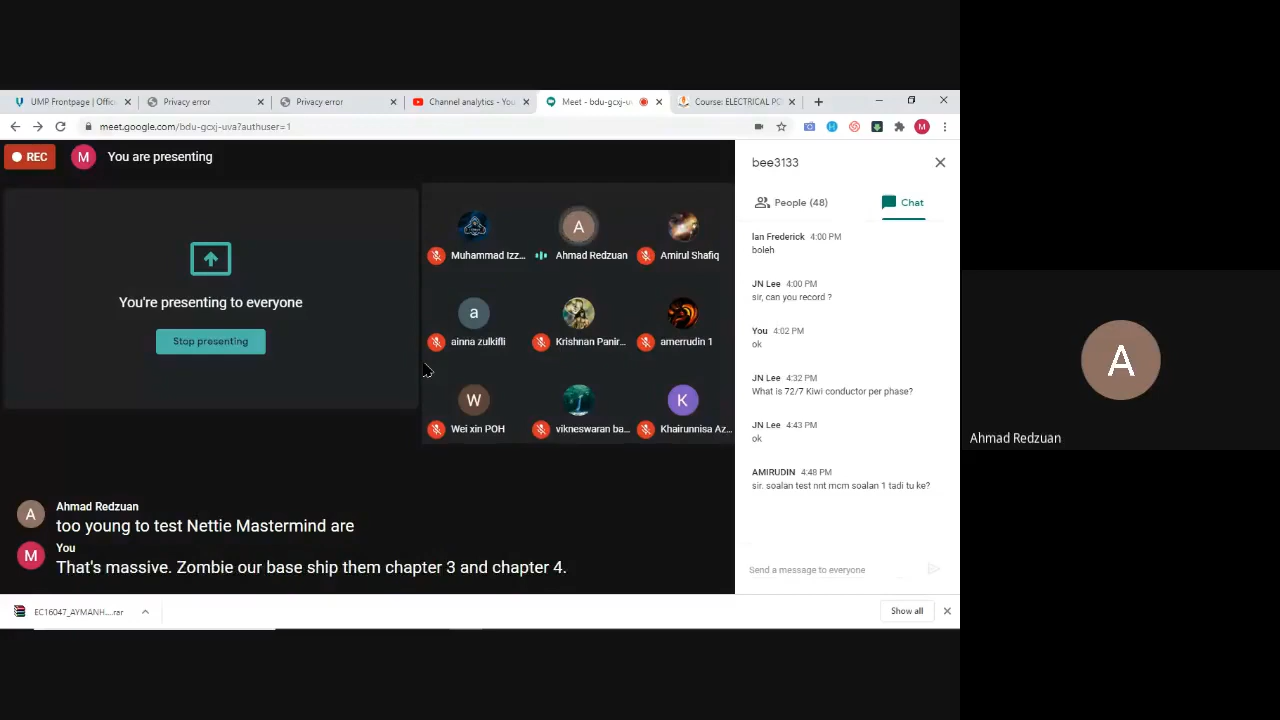 UMP Frontpage | Offic
Privacy error
Privacy error
Channel analytics - You
Meet - bdu-gcxj-uv
Course: ELECTRICAL PO
meet.google.com/bdu-gcxj-uva?authuser=1
M
REC
M
You are presenting
You're presenting to everyone
Stop presenting
Muhammad Izz...
A
Ahmad Redzuan
Amirul Shafiq
a
ainna zulkifli
Krishnan Panir...
amerrudin 1
W
Wei xin POH
vikneswaran ba...
K
Khairunnisa Az...
A
Ahmad Redzuan
too young to test Nettie Mastermind are
M
You
That's massive. Zombie our base ship them chapter 3 and chapter 4.
bee3133
People (48)
Chat
Ian Frederick 4:00 PM
boleh
JN Lee 4:00 PM
sir, can you record ?
You 4:02 PM
ok
JN Lee 4:32 PM
What is 72/7 Kiwi conductor per phase?
JN Lee 4:43 PM
ok
AMIRUDIN 4:48 PM
sir. soalan test nnt mcm soalan 1 tadi tu ke?
Send a message to everyone
EC16047_AYMANH....rar
Show all
A
Ahmad Redzuan